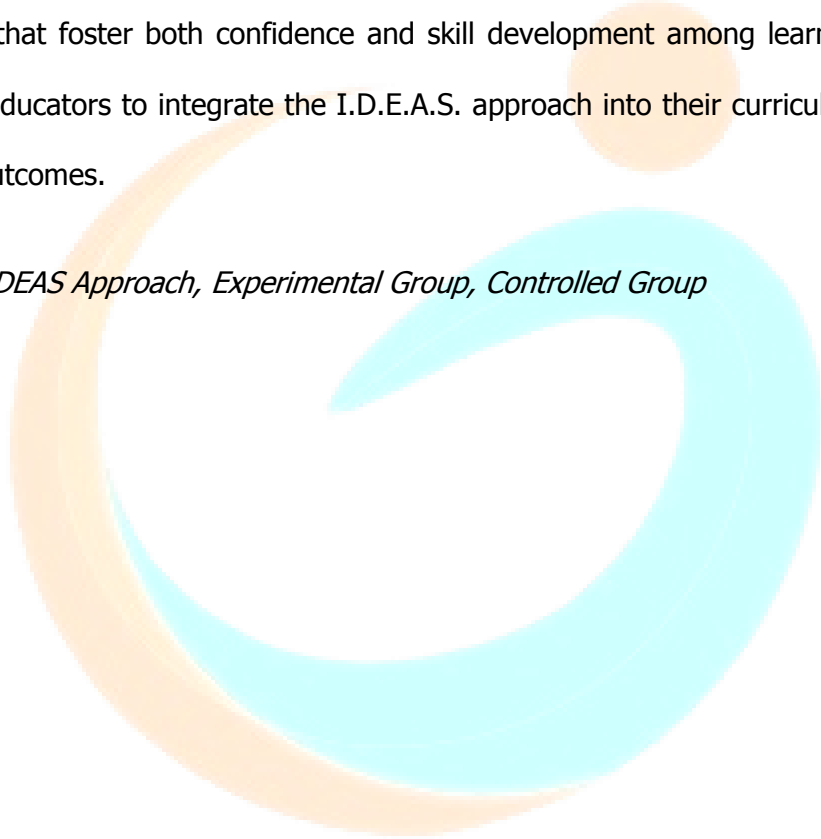 that foster both confidence and skill development among learn
ducators to integrate the I.D.E.A.S. approach into their curricul
utcomes.
DEAS Approach, Experimental Group, Controlled Group